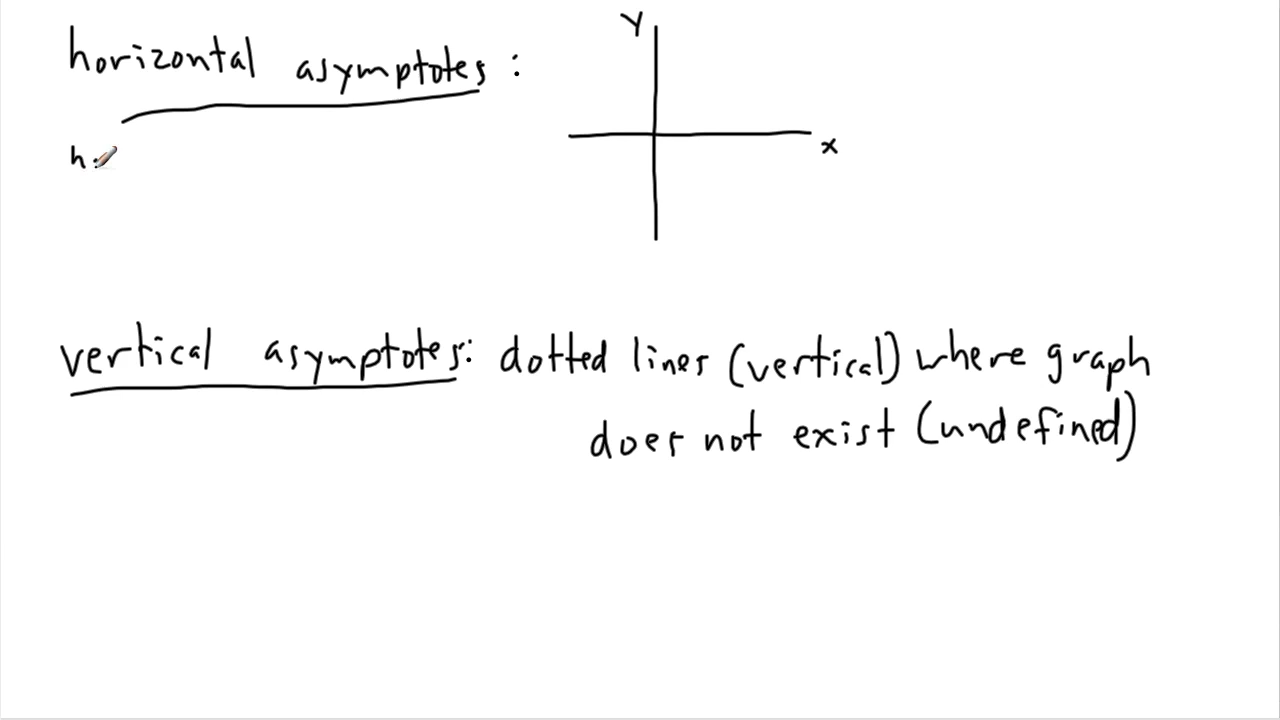 horizontal asymptotes:
y
x
h.
vertical asymptotes: dotted lines (vertical) where graph
does not exist (undefined)